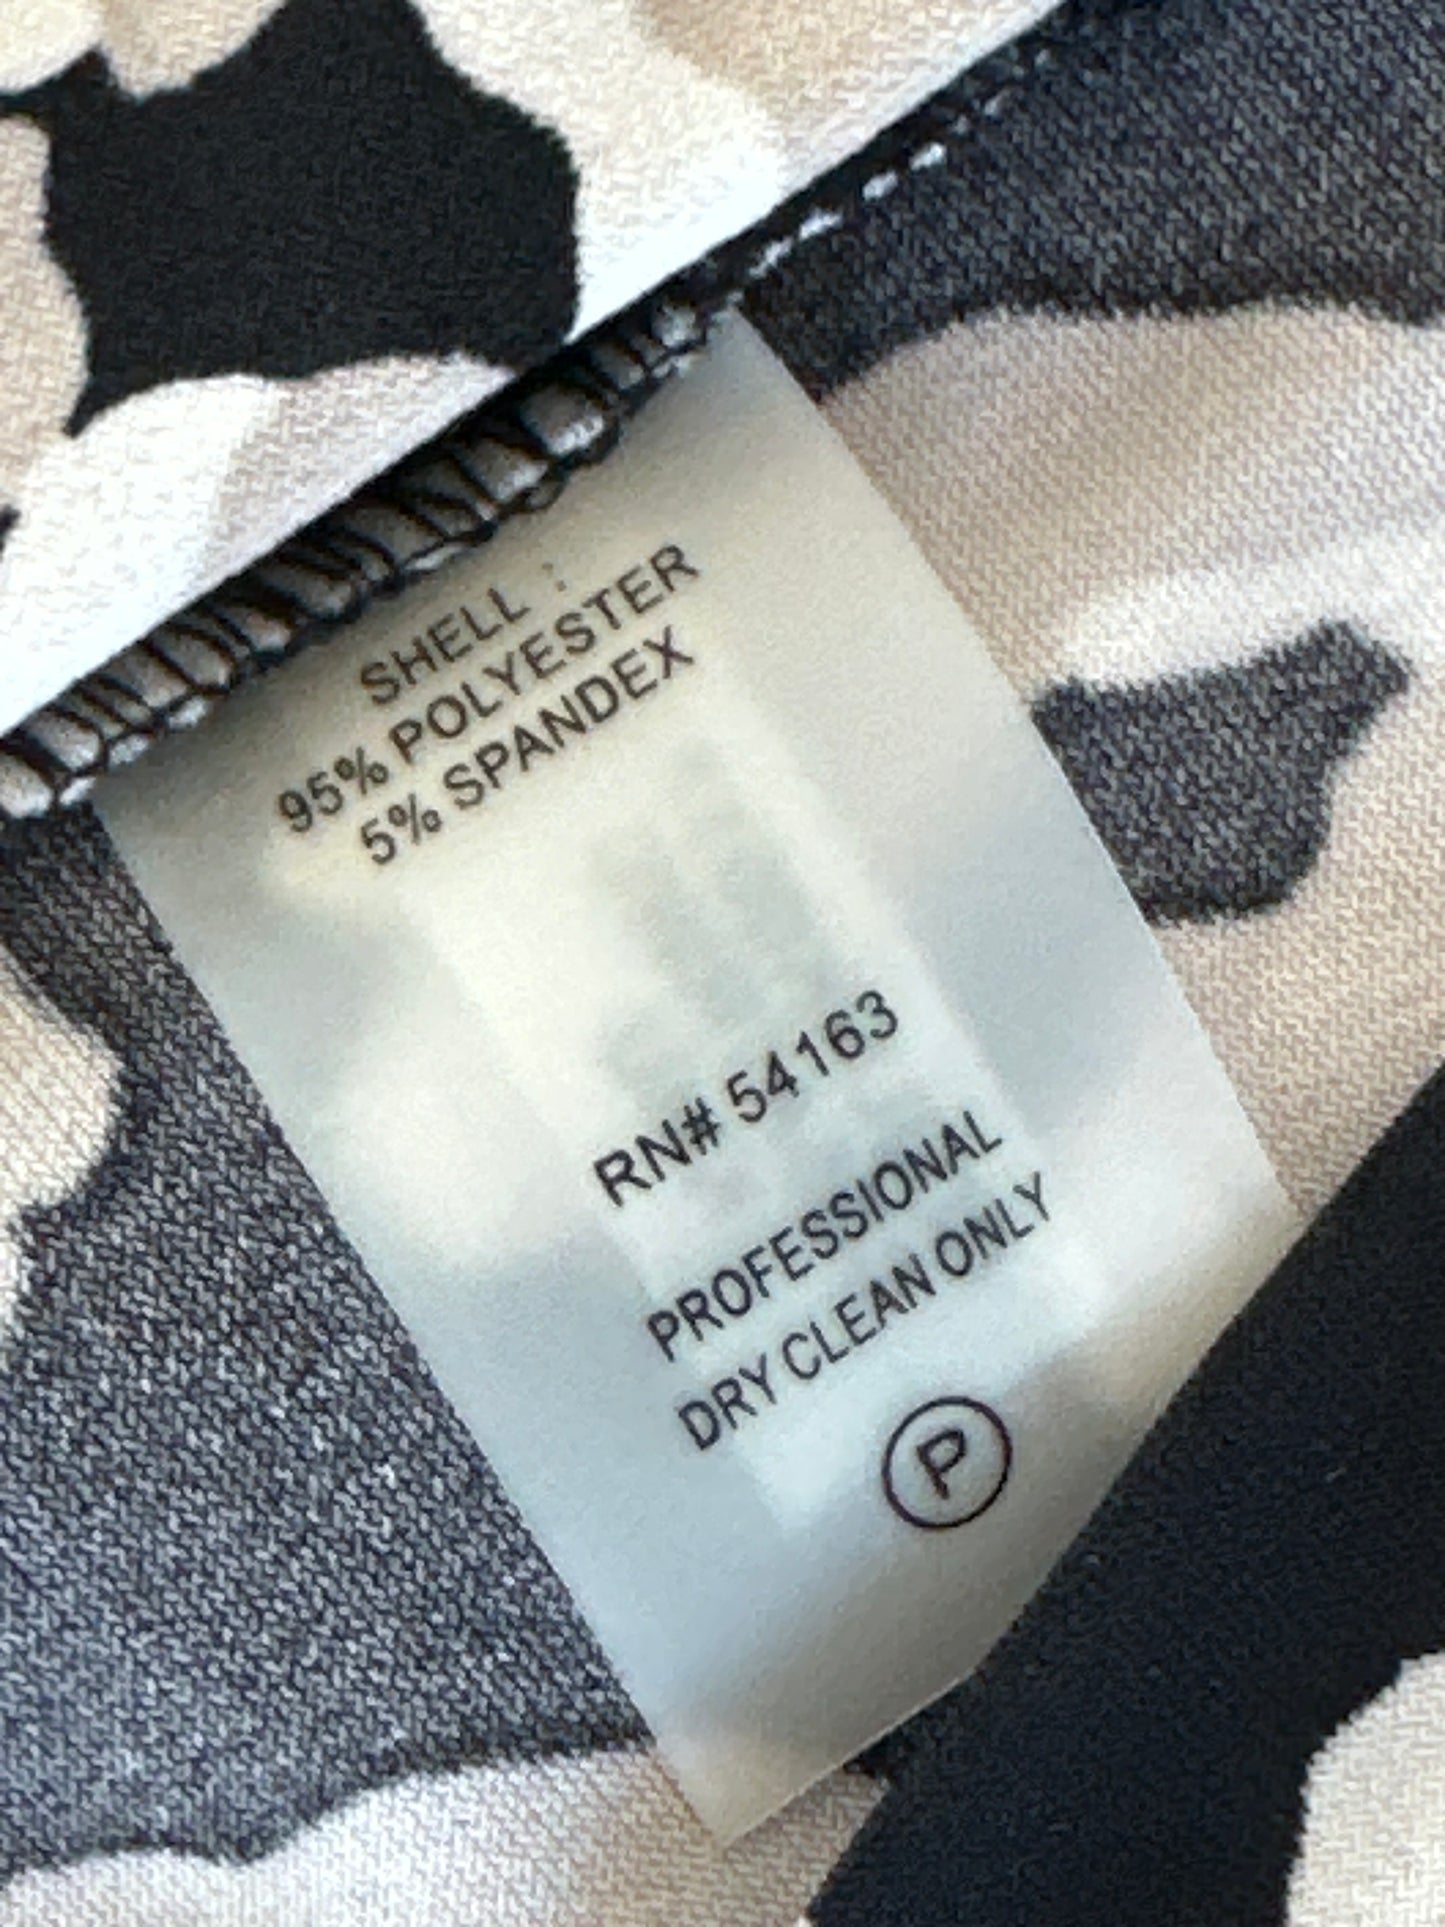 SHELL :
95% POLYESTER
5% SPANDEX
RN# 54163
PROFESSIONAL
DRY CLEAN ONLY
P